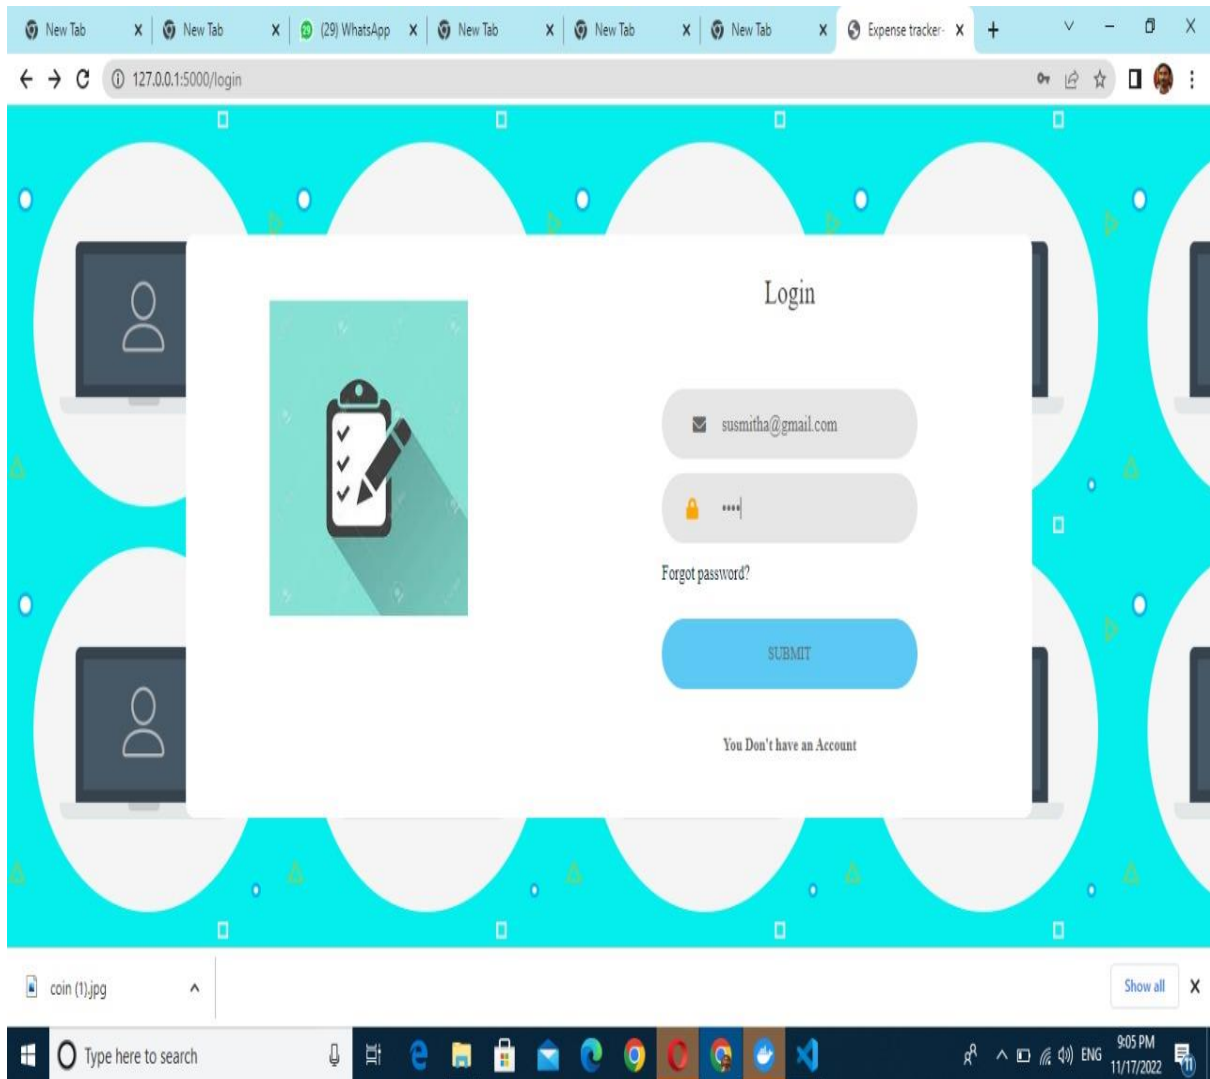 New Tab
New Tab
(29) WhatsApp
New Tab
New Tab
New Tab
Expense tracker-
127.0.0.1:5000/login
Login
susmitha@gmail.com
••••
Forgot password?
SUBMIT
You Don't have an Account
coin (1).jpg
Show all
Type here to search
ENG
9:05 PM
11/17/2022